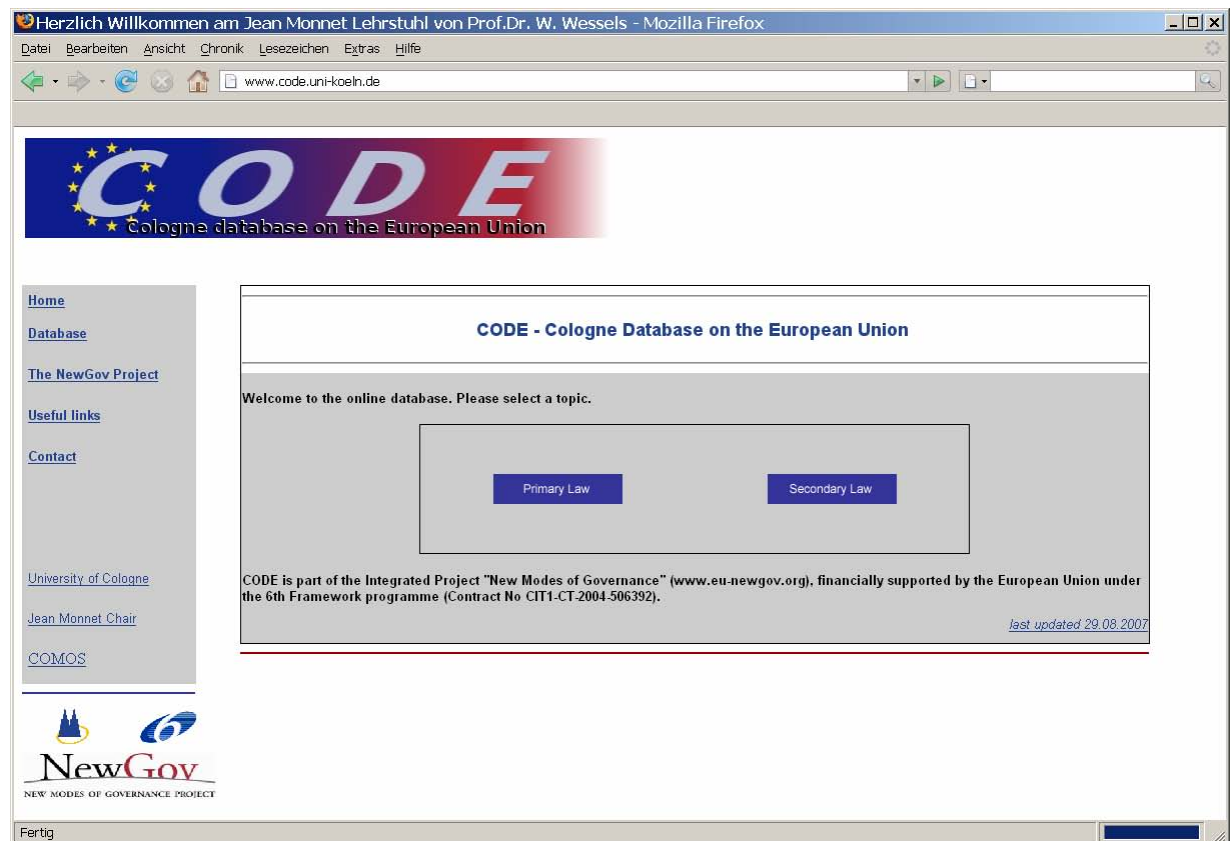 Herzlich Willkommen am Jean Monnet Lehrstuhl von Prof.Dr. W. Wessels - Mozilla Firefox
Datei Bearbeiten Ansicht Chronik Lesezeichen Extras Hilfe
www.code.uni-koeln.de
CODE
Cologne database on the European Union
Home
Database
The NewGov Project
Useful links
Contact
University of Cologne
Jean Monnet Chair
COMOS
CODE - Cologne Database on the European Union
Welcome to the online database. Please select a topic.
Primary Law Secondary Law
CODE is part of the Integrated Project "New Modes of Governance" (www.eu-newgov.org), financially supported by the European Union under
the 6th Framework programme (Contract No CIT1-CT-2004-506392).
last updated 29.08.2007
6
NewGov
NEW MODES OF GOVERNANCE PROJECT
Fertig